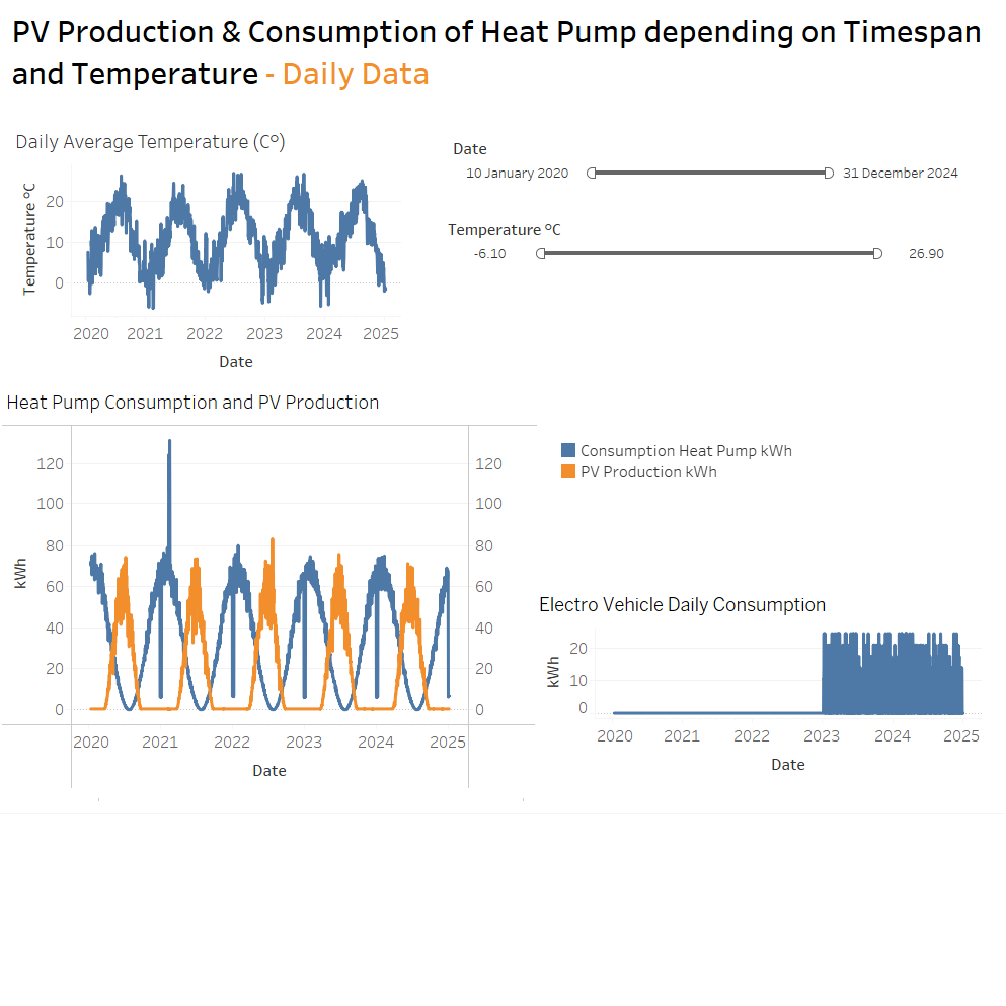 PV Production & Consumption of Heat Pump depending on Timespan
and Temperature - Daily Data
Daily Average Temperature (C°)
Temperature °C
20
10
0
2020 2021 2022 2023 2024 2025
Date
Date
10 January 2020 31 December 2024
Temperature °C
-6.10 26.90
Heat Pump Consumption and PV Production
kWh
120 120
100 100
80 80
60 60
40 40
20 20
0 0
2020 2021 2022 2023 2024 2025
Date
Consumption Heat Pump kWh
PV Production kWh
Electro Vehicle Daily Consumption
kWh
20
10
0
2020 2021 2022 2023 2024 2025
Date